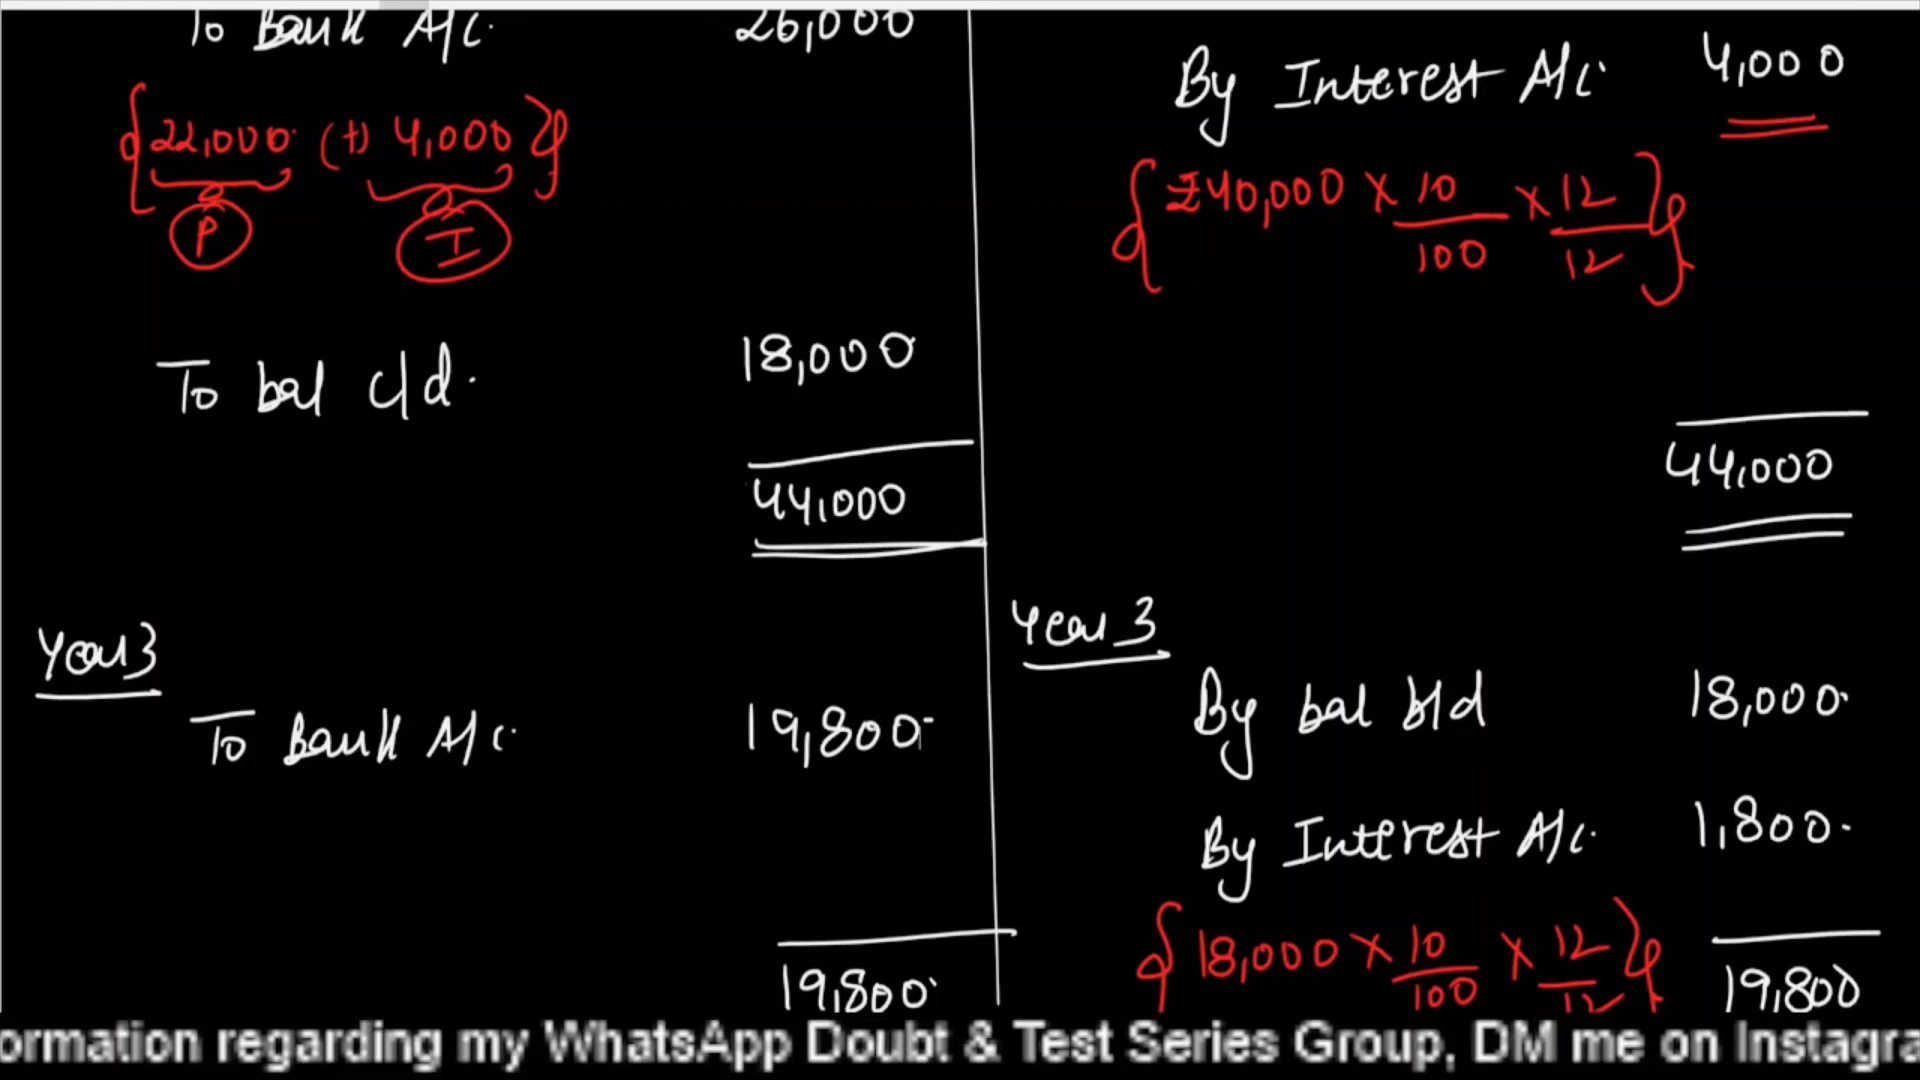 To Bank A/c. 26,000
{22,000 (+) 4,000}
P I
To bal c/d. 18,000
44,000
Year 3
To Bank A/c. 19,800
19,800
By Interest A/c. 4,000
{₹40,000 × 10/100 × 12/12}
44,000
Year 3
By bal b/d 18,000
By Interest A/c. 1,800
{18,000 × 10/100 × 12/12}
19,800
ormation regarding my WhatsApp Doubt & Test Series Group, DM me on Instagra